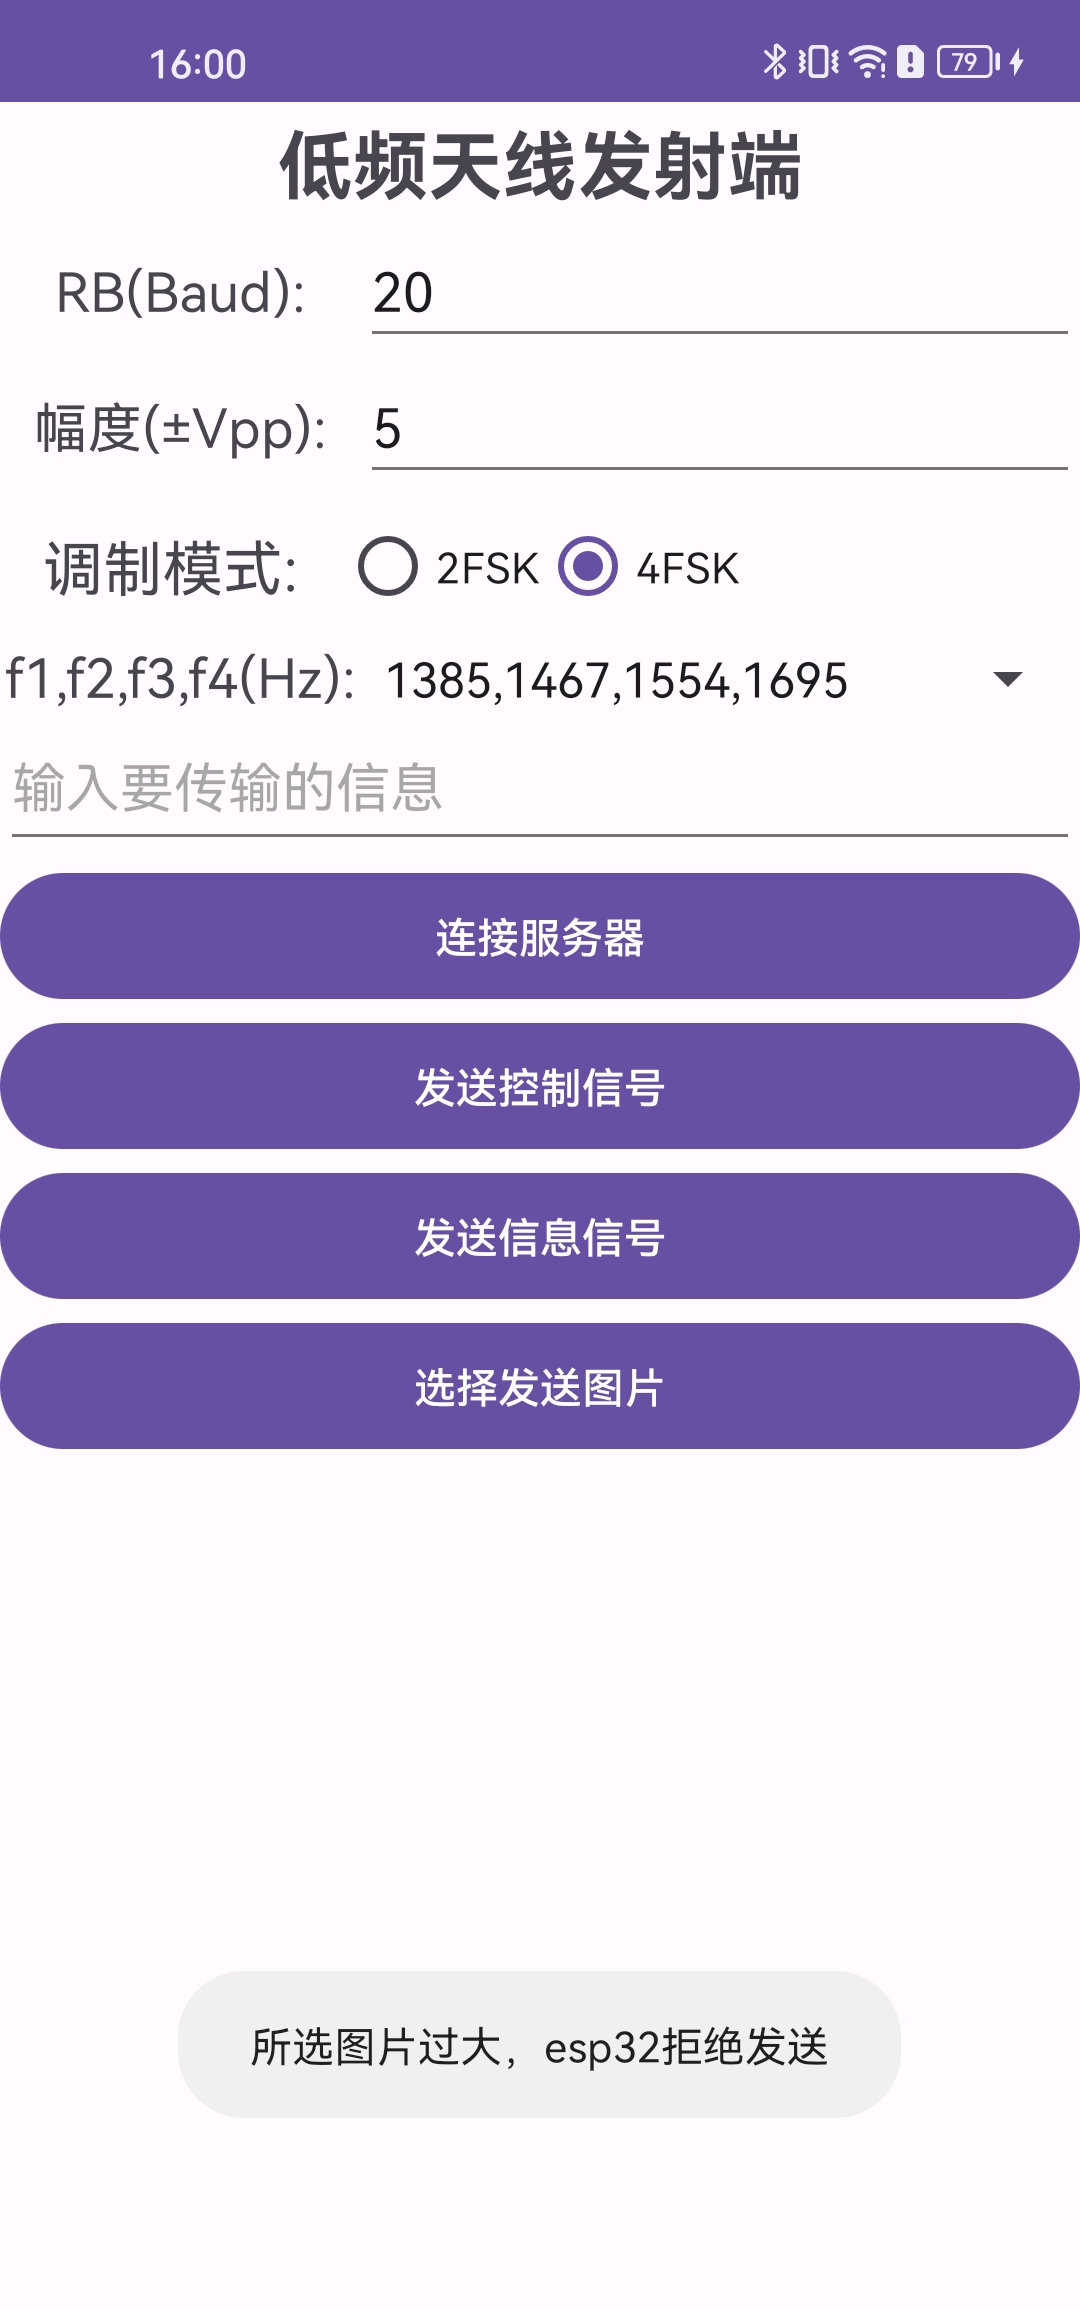 16:00 79
低频天线发射端
RB(Baud): 20
幅度(±Vpp): 5
调制模式: 2FSK 4FSK
f1,f2,f3,f4(Hz): 1385,1467,1554,1695
输入要传输的信息
连接服务器
发送控制信号
发送信息信号
选择发送图片
所选图片过大，esp32拒绝发送